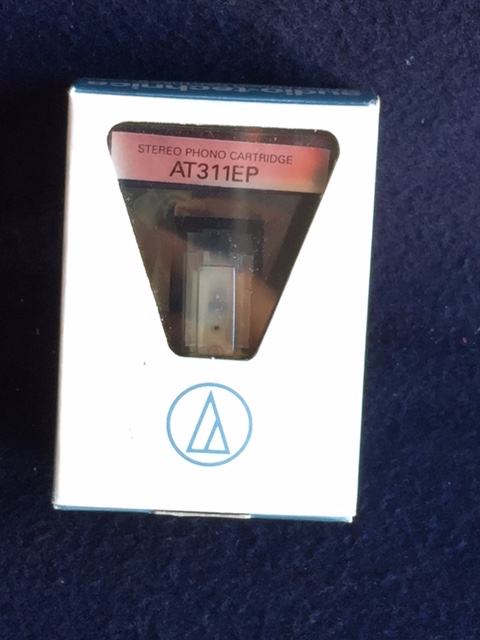 audio-technica
STEREO PHONO CARTRIDGE
AT311EP